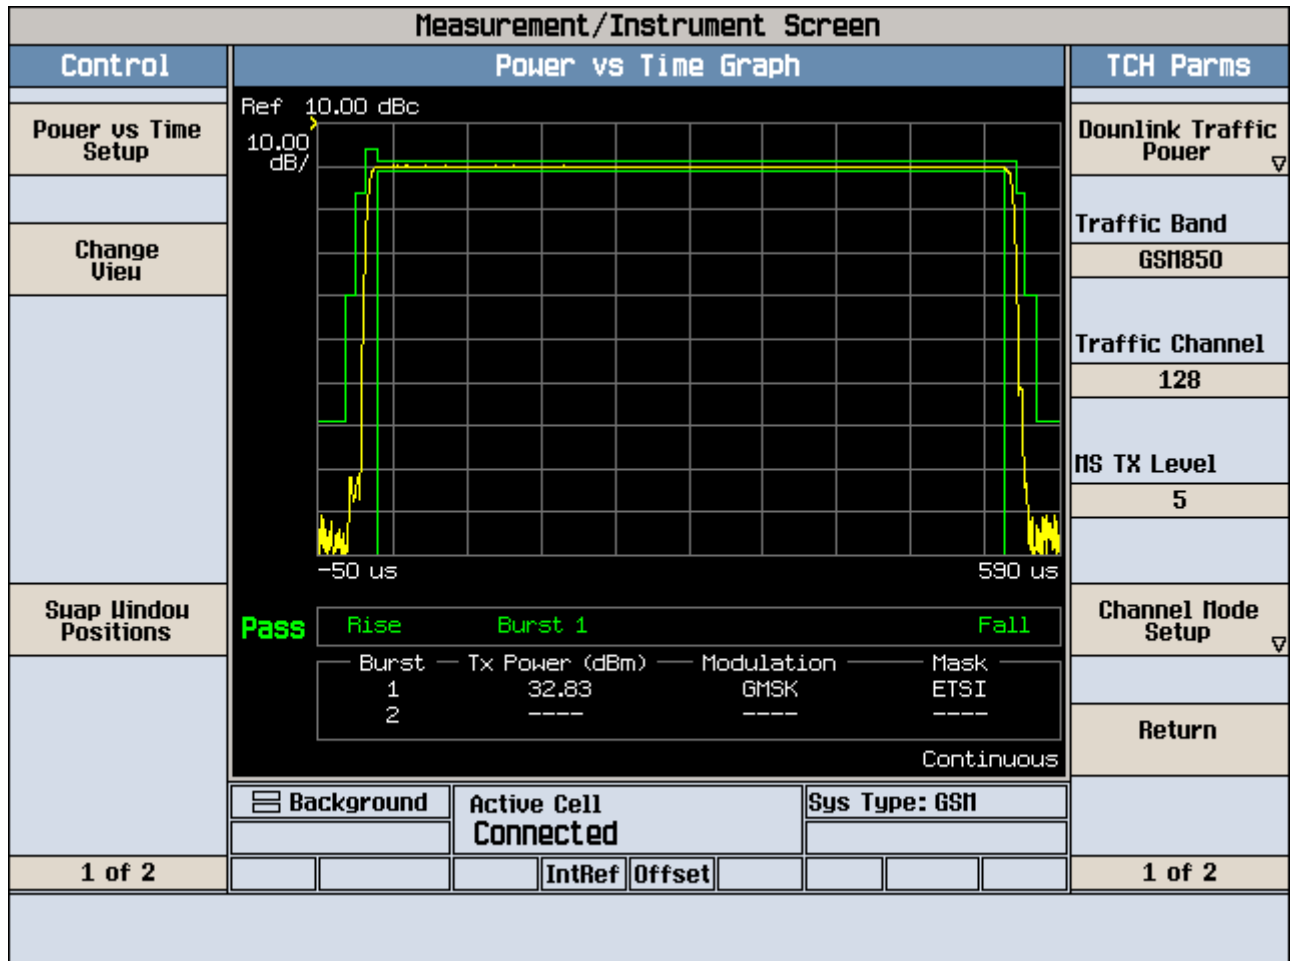 Measurement/Instrument Screen
Control
Power vs Time Setup
Change View
Swap Window Positions
1 of 2
Power vs Time Graph
Ref 10.00 dBc
10.00 dB/
-50 us 590 us
Pass Rise Burst 1 Fall
Burst Tx Power (dBm) Modulation Mask
1 32.83 GMSK ETSI
2 ---- ---- ----
Continuous
Background
Active Cell
Connected
Sys Type: GSM
IntRef Offset
TCH Parms
Downlink Traffic Power
Traffic Band
GSM850
Traffic Channel
128
MS TX Level
5
Channel Mode Setup
Return
1 of 2